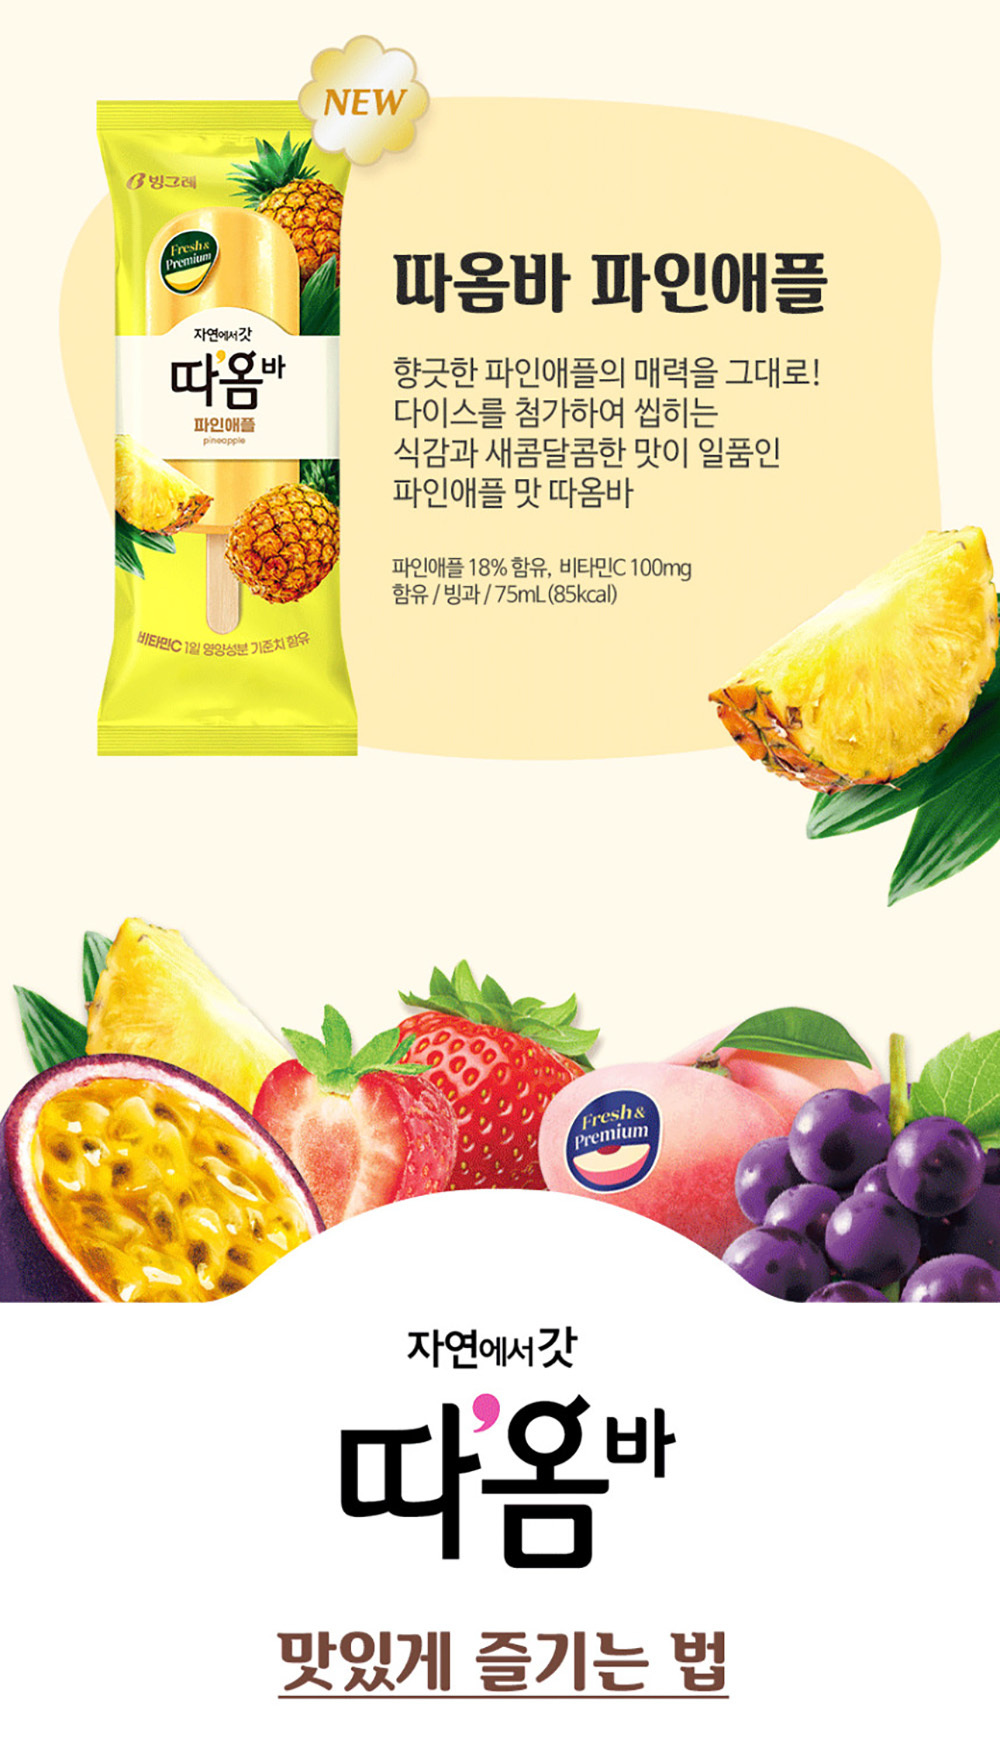 NEW
빙그레
Fresh &
Premium
자연에서 갓
따옴바
파인애플
pineapple
비타민C 1일 영양성분 기준치 함유
따옴바 파인애플
향긋한 파인애플의 매력을 그대로!
다이스를 첨가하여 씹히는
식감과 새콤달콤한 맛이 일품인
파인애플 맛 따옴바
파인애플 18% 함유, 비타민C 100mg
함유 / 빙과 / 75mL(85kcal)
Fresh &
Premium
자연에서 갓
따'옴바
맛있게 즐기는 법